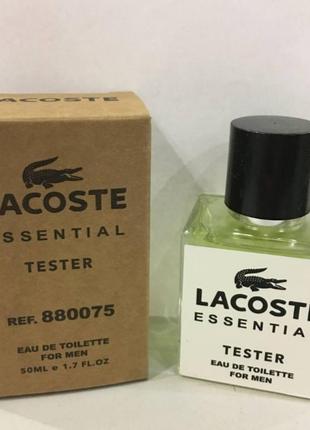 LACOSTE
ESSENTIAL
TESTER
REF. 880075
EAU DE TOILETTE
FOR MEN
50ML e 1.7 FL.OZ
LACOSTE
ESSENTIAL
TESTER
EAU DE TOILETTE
FOR MEN